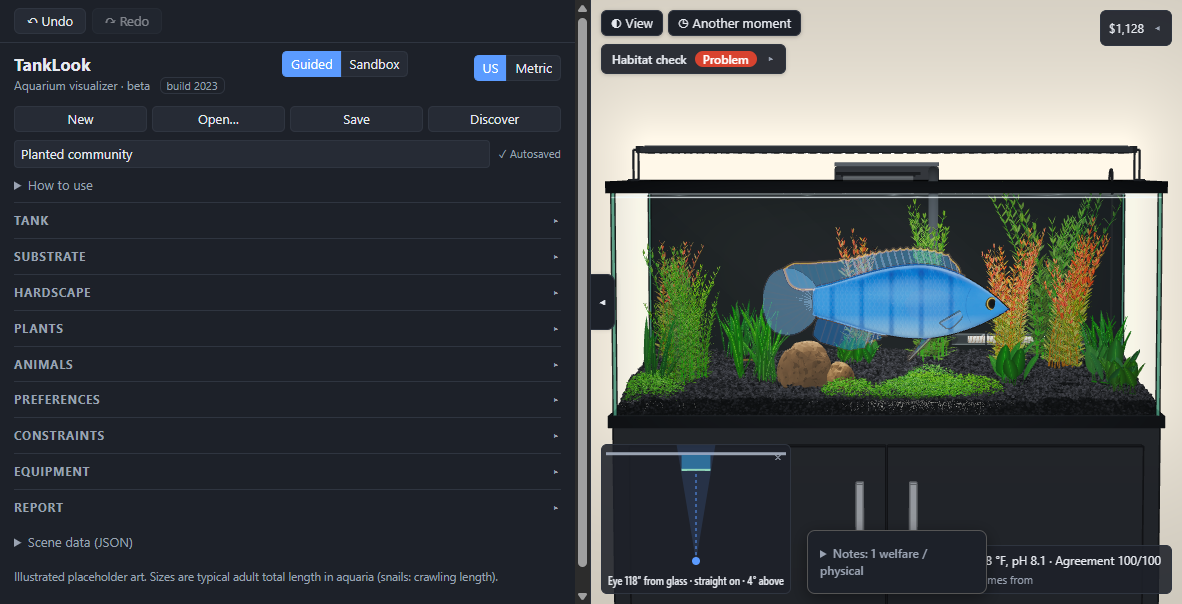 Undo
Redo
TankLook
Aquarium visualizer · beta
build 2023
Guided
Sandbox
US
Metric
New
Open...
Save
Discover
Planted community
✓ Autosaved
How to use
TANK
SUBSTRATE
HARDSCAPE
PLANTS
ANIMALS
PREFERENCES
CONSTRAINTS
EQUIPMENT
REPORT
Scene data (JSON)
Illustrated placeholder art. Sizes are typical adult total length in aquaria (snails: crawling length).
View
Another moment
$1,128
Habitat check
Problem
Eye 118" from glass · straight on · 4° above
Notes: 1 welfare /
physical
8 °F, pH 8.1 · Agreement 100/100
mes from